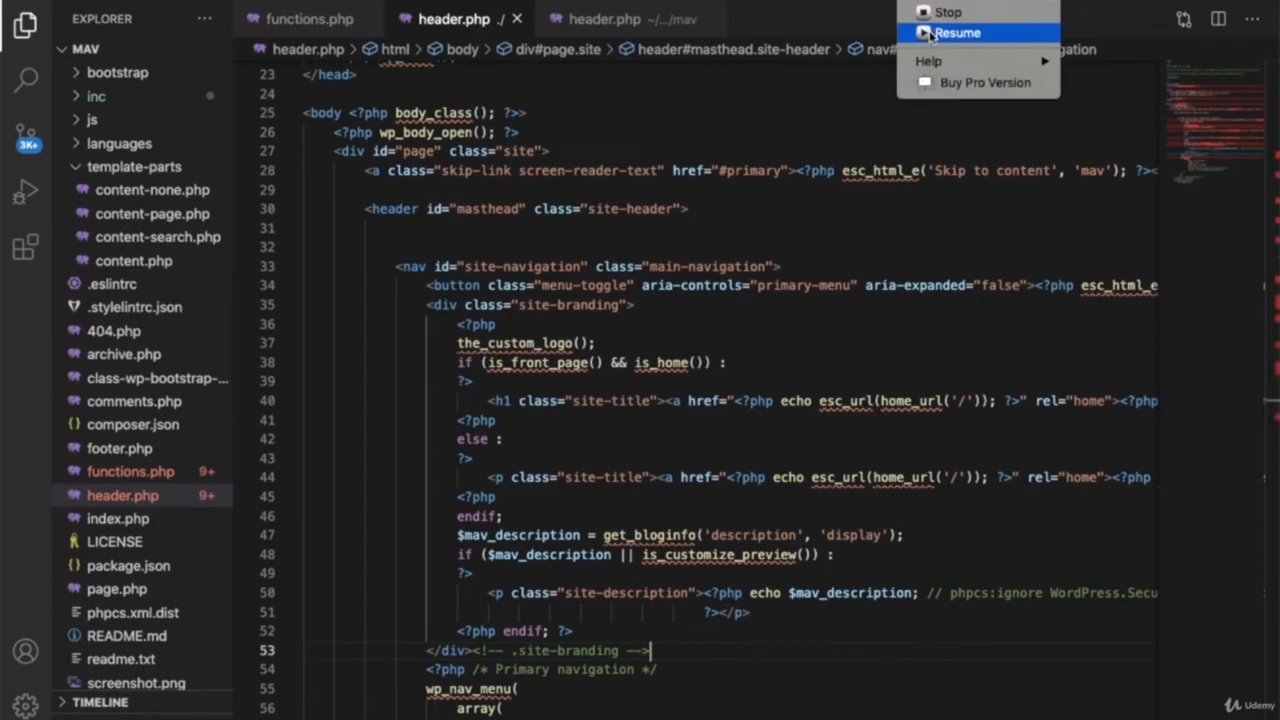 EXPLORER
functions.php
header.php ./
header.php ~/.../mav
Stop
Resume
Help
Buy Pro Version
MAV
header.php > html > body > div#page.site > header#masthead.site-header > nav#
bootstrap
inc
js
languages
template-parts
content-none.php
content-page.php
content-search.php
content.php
.eslintrc
.stylelintrc.json
404.php
archive.php
class-wp-bootstrap-...
comments.php
composer.json
footer.php
functions.php 9+
header.php 9+
index.php
LICENSE
package.json
page.php
phpcs.xml.dist
README.md
readme.txt
screenshot.png
TIMELINE
3K+
23 </head>
24
25 <body <?php body_class(); ?>>
26 <?php wp_body_open(); ?>
27 <div id="page" class="site">
28 <a class="skip-link screen-reader-text" href="#primary"><?php esc_html_e('Skip to content', 'mav'); ?><
29
30 <header id="masthead" class="site-header">
31
32
33 <nav id="site-navigation" class="main-navigation">
34 <button class="menu-toggle" aria-controls="primary-menu" aria-expanded="false"><?php esc_html_e
35 <div class="site-branding">
36 <?php
37 the_custom_logo();
38 if (is_front_page() && is_home()) :
39 ?>
40 <h1 class="site-title"><a href="<?php echo esc_url(home_url('/')); ?>" rel="home"><?php
41 <?php
42 else :
43 ?>
44 <p class="site-title"><a href="<?php echo esc_url(home_url('/')); ?>" rel="home"><?php
45 <?php
46 endif;
47 $mav_description = get_bloginfo('description', 'display');
48 if ($mav_description || is_customize_preview()) :
49 ?>
50 <p class="site-description"><?php echo $mav_description; // phpcs:ignore WordPress.Secu
51 ?></p>
52 <?php endif; ?>
53 </div><!-- .site-branding -->
54 <?php /* Primary navigation */
55 wp_nav_menu(
56 array(
Udemy